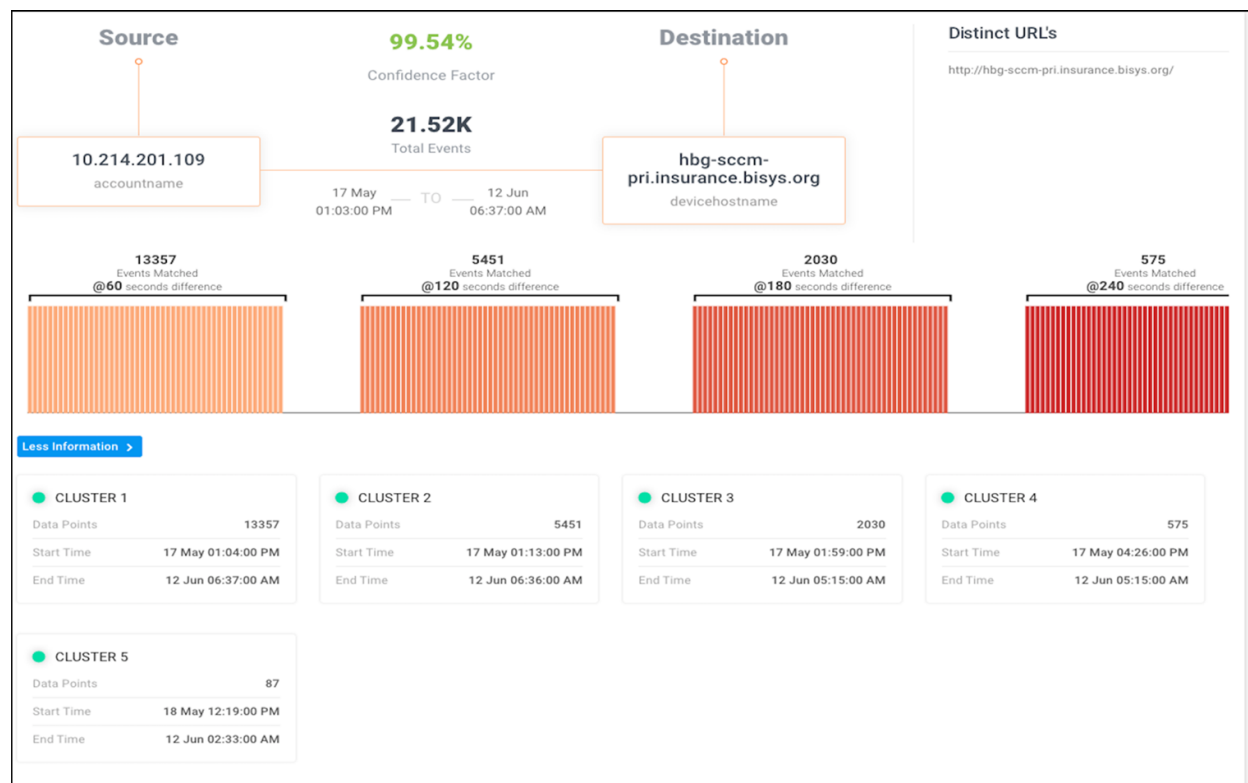 Source
99.54%
Confidence Factor
21.52K
Total Events
17 May
01:03:00 PM
TO
12 Jun
06:37:00 AM
10.214.201.109
accountname
Destination
hbg-sccm-
pri.insurance.bisys.org
devicehostname
Distinct URL's
http://hbg-sccm-pri.insurance.bisys.org/
13357
Events Matched
@60 seconds difference
5451
Events Matched
@120 seconds difference
2030
Events Matched
@180 seconds difference
575
Events Matched
@240 seconds difference
Less Information
CLUSTER 1
Data Points 13357
Start Time 17 May 01:04:00 PM
End Time 12 Jun 06:37:00 AM
CLUSTER 2
Data Points 5451
Start Time 17 May 01:13:00 PM
End Time 12 Jun 06:36:00 AM
CLUSTER 3
Data Points 2030
Start Time 17 May 01:59:00 PM
End Time 12 Jun 05:15:00 AM
CLUSTER 4
Data Points 575
Start Time 17 May 04:26:00 PM
End Time 12 Jun 05:15:00 AM
CLUSTER 5
Data Points 87
Start Time 18 May 12:19:00 PM
End Time 12 Jun 02:33:00 AM